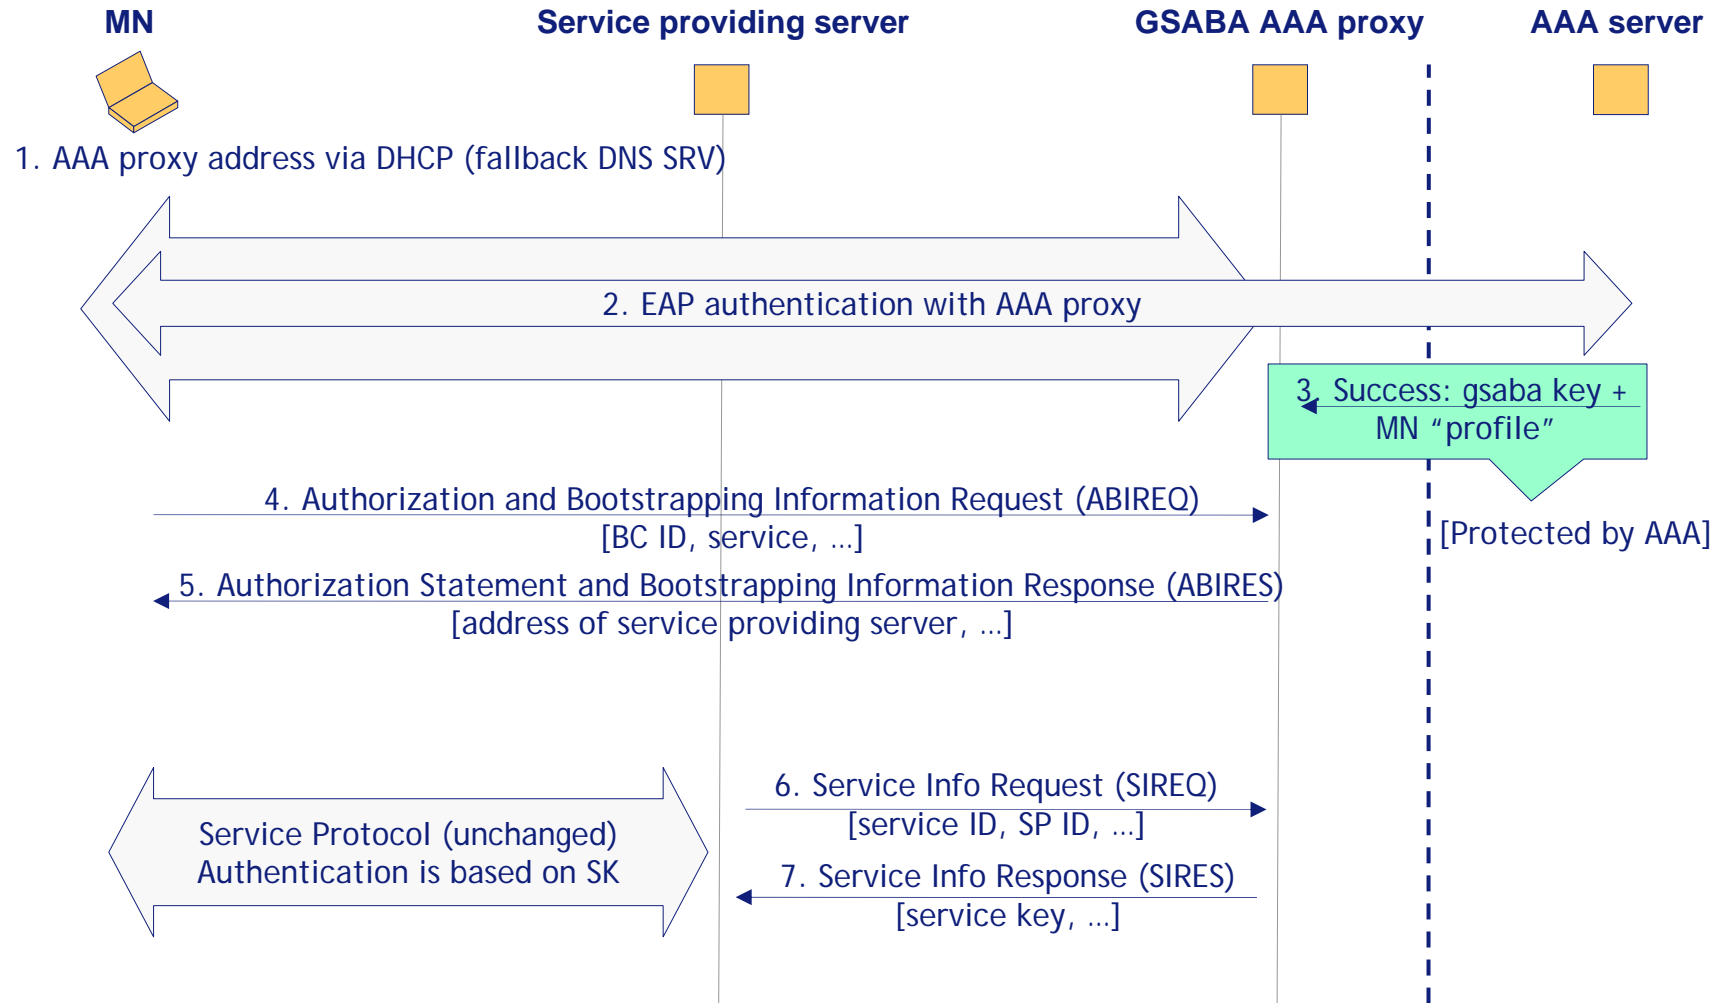 MN
Service providing server
GSABA AAA proxy
AAA server
1. AAA proxy address via DHCP (fallback DNS SRV)
2. EAP authentication with AAA proxy
3. Success: gsaba key +
MN “profile”
4. Authorization and Bootstrapping Information Request (ABIREQ)
[BC ID, service, …]
[Protected by AAA]
5. Authorization Statement and Bootstrapping Information Response (ABIRES)
[address of service providing server, …]
6. Service Info Request (SIREQ)
[service ID, SP ID, …]
Service Protocol (unchanged)
Authentication is based on SK
7. Service Info Response (SIRES)
[service key, …]